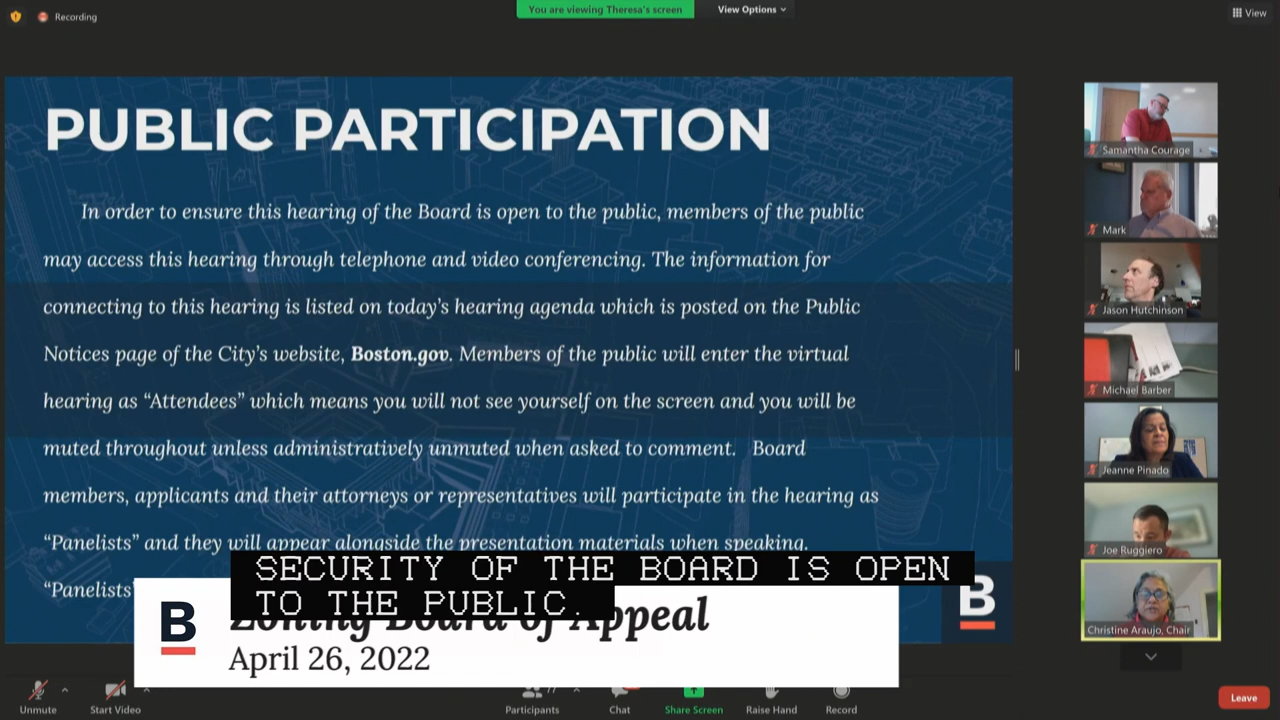 Recording
You are viewing Theresa's screen
View Options
View
PUBLIC PARTICIPATION
In order to ensure this hearing of the Board is open to the public, members of the public
may access this hearing through telephone and video conferencing. The information for
connecting to this hearing is listed on today's hearing agenda which is posted on the Public
Notices page of the City's website, Boston.gov. Members of the public will enter the virtual
hearing as “Attendees” which means you will not see yourself on the screen and you will be
muted throughout unless administratively unmuted when asked to comment. Board
members, applicants and their attorneys or representatives will participate in the hearing as
“Panelists” and they will appear alongside the presentation materials when speaking.
“Panelists
SECURITY OF THE BOARD IS OPEN
TO THE PUBLIC.
B
Zoning Board of Appeal
April 26, 2022
B
Samantha Courage
Mark
Jason Hutchinson
Michael Barber
Jeanne Pinado
Joe Ruggiero
Christine Araujo, Chair
Unmute
Start Video
Participants
Chat
Share Screen
Raise Hand
Record
Leave